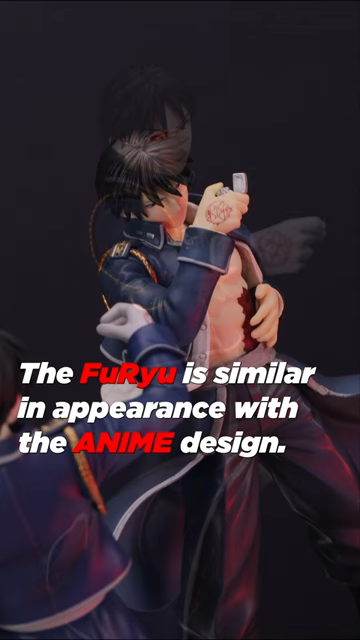 The FuRyu is similar
in appearance with
the ANIME design.